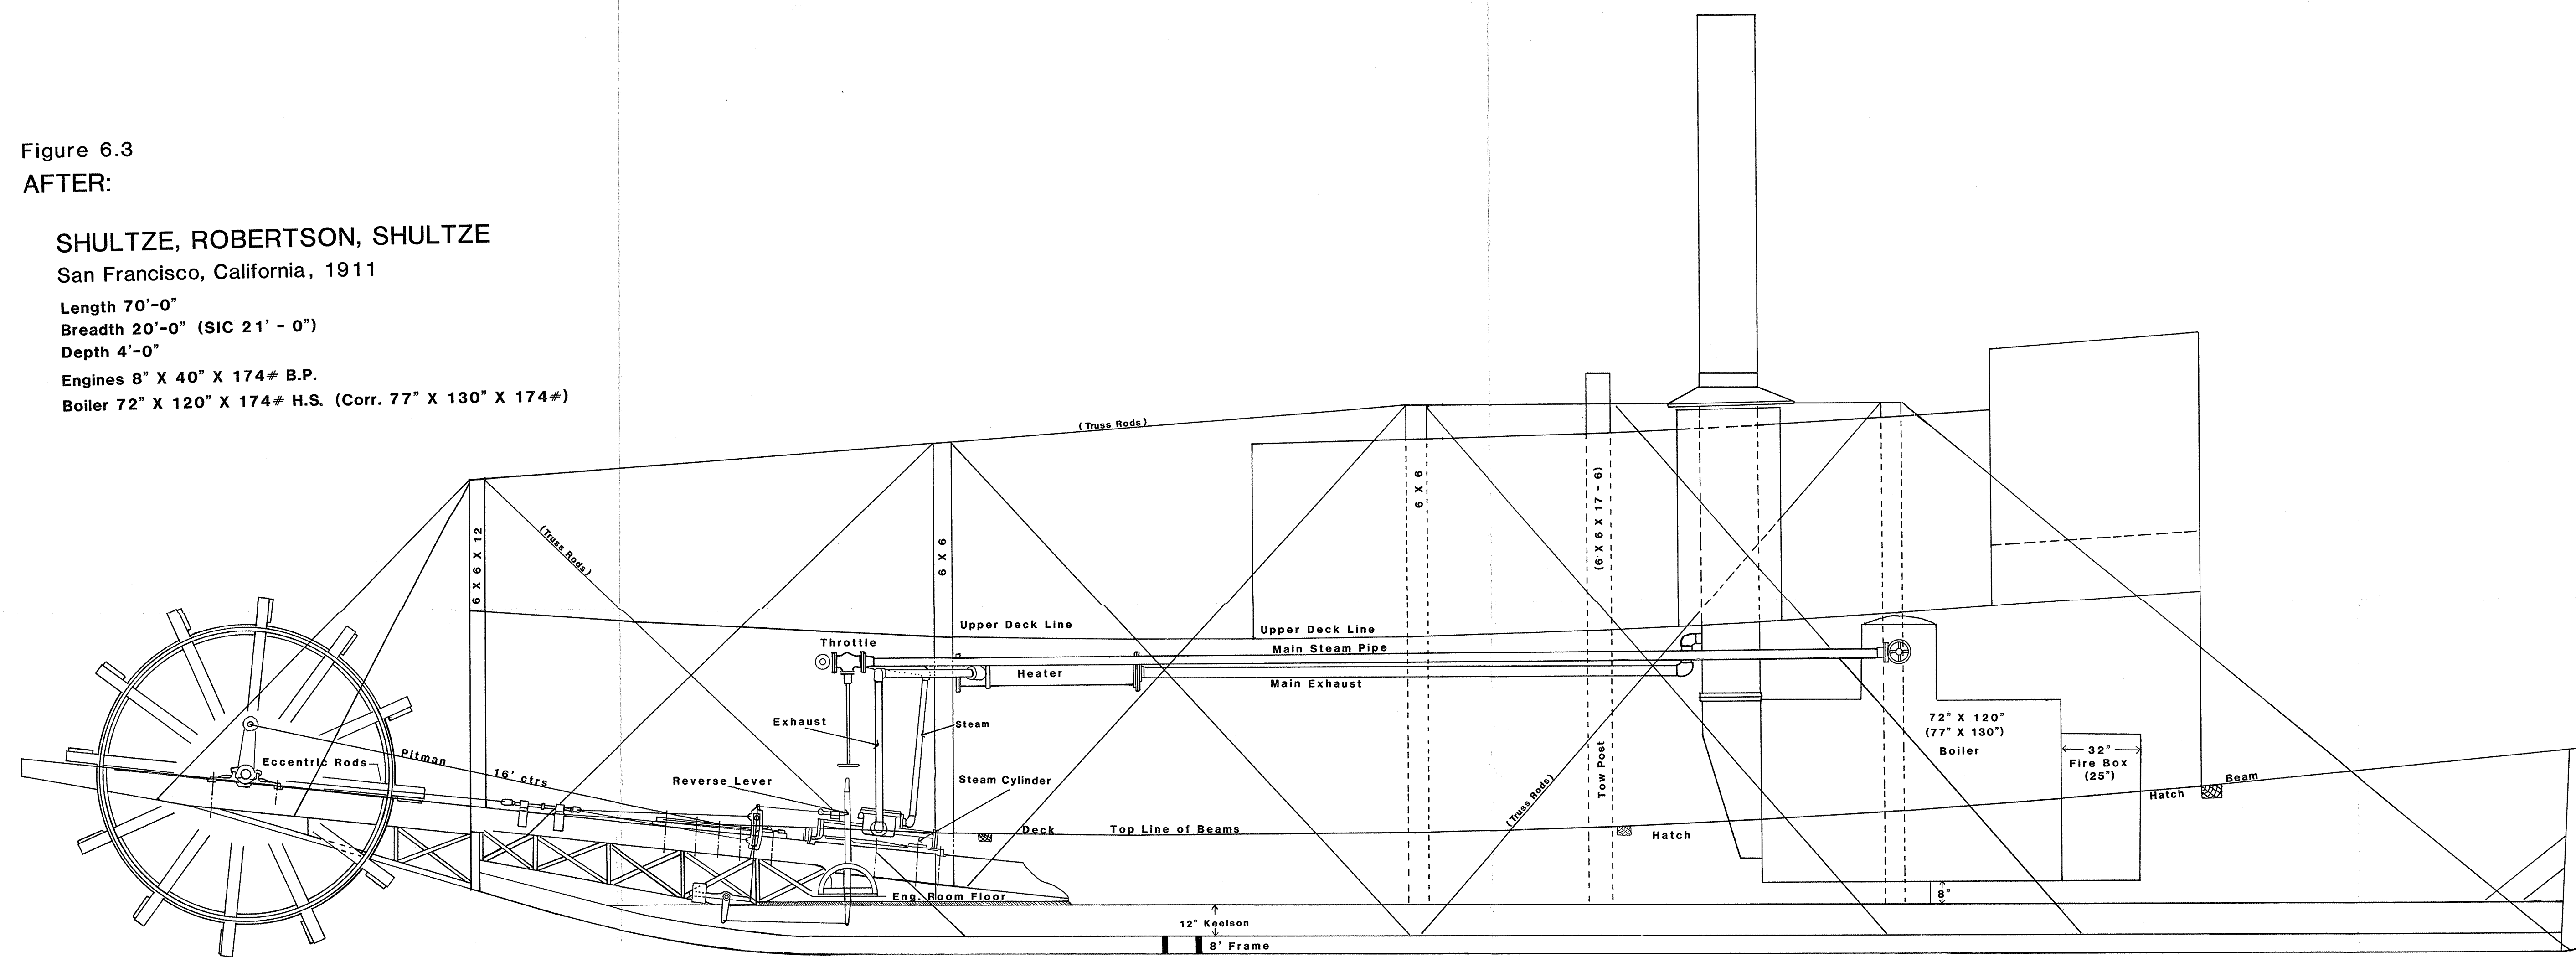 Figure 6.3
AFTER:
SHULTZE, ROBERTSON, SHULTZE
San Francisco, California, 1911
Length 70'-0"
Breadth 20'-0" (SIC 21' - 0")
Depth 4'-0"
Engines 8" X 40" X 174# B.P.
Boiler 72" X 120" X 174# H.S. (Corr. 77" X 130" X 174#)
(Truss Rods)
6 X 6 X 12
(Truss Rods)
6 X 6
6 X 6
(6 X 6 X 17 - 6)
Upper Deck Line
Upper Deck Line
Throttle
Main Steam Pipe
Heater
Main Exhaust
Exhaust
Steam
72" X 120"
(77" X 130")
Boiler
32"
Fire Box
(25")
Pitman
Eccentric Rods
16' ctrs
Reverse Lever
Steam Cylinder
Tow Post
(Truss Rods)
Beam
Hatch
Deck
Top Line of Beams
Hatch
Eng. Room Floor
8"
12" Keelson
8' Frame